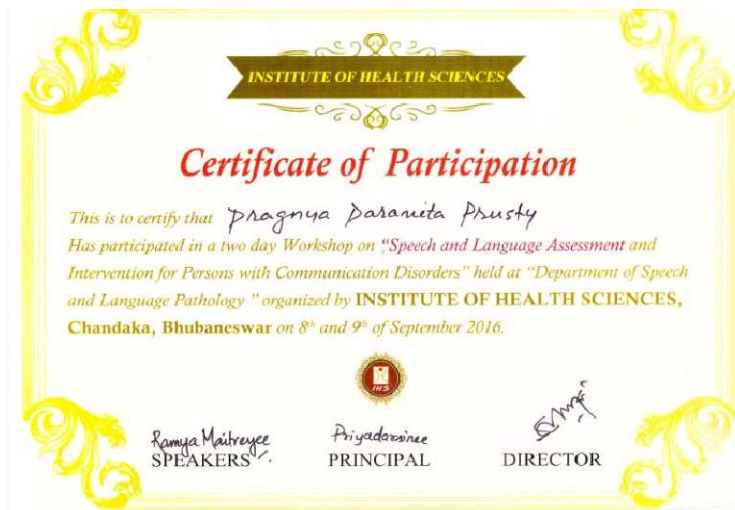 INSTITUTE OF HEALTH SCIENCES
Certificate of Participation
This is to certify that Pragnya Paramita Prusty
Has participated in a two day Workshop on "Speech and Language Assessment and
Intervention for Persons with Communication Disorders" held at "Department of Speech
and Language Pathology " organized by INSTITUTE OF HEALTH SCIENCES,
Chandaka, Bhubaneswar on 8th and 9th of September 2016.
IHS
Ramya Maitreyee Priyadarsinee
SPEAKERS PRINCIPAL DIRECTOR